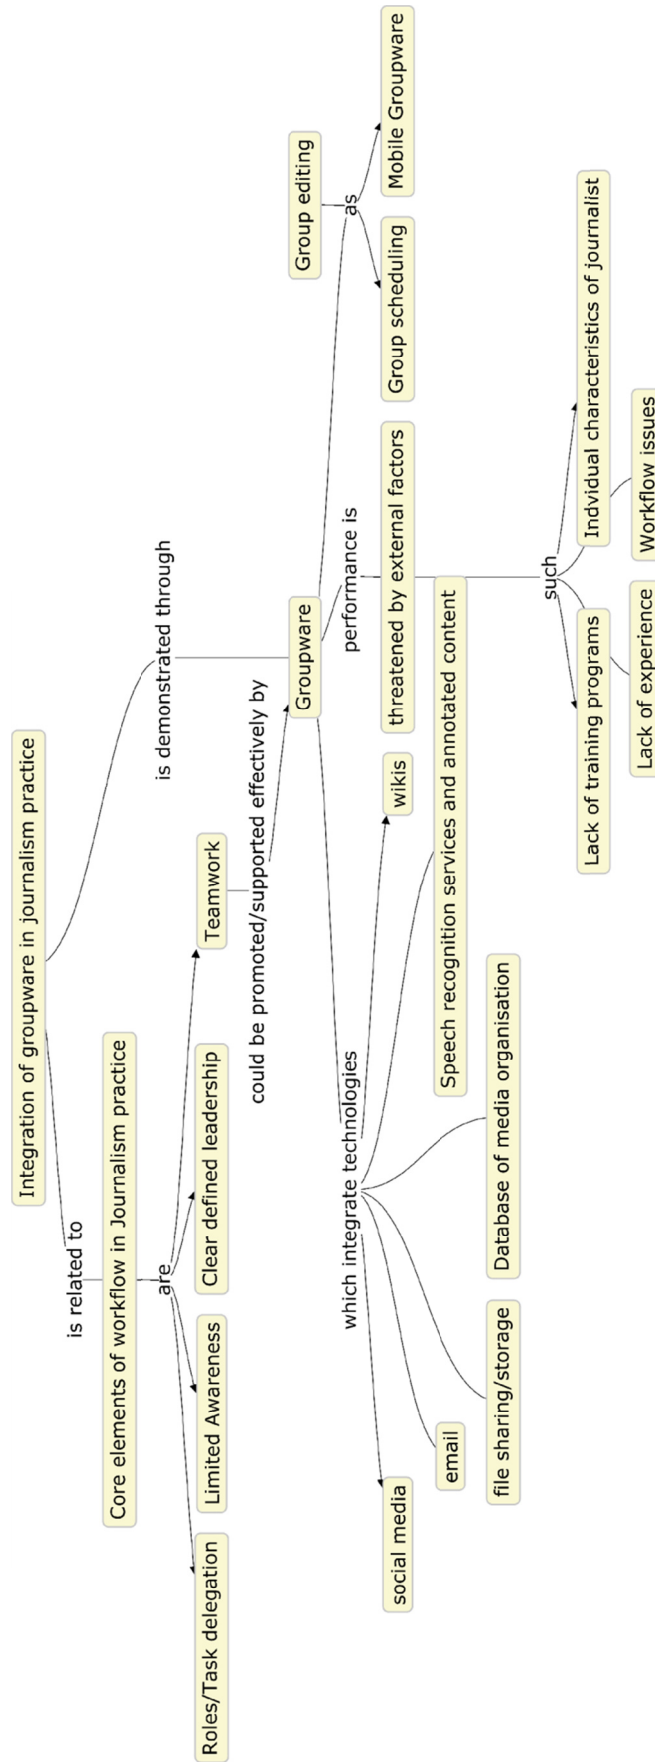 Integration of groupware in journalism practice
is related to
is demonstrated through
Core elements of workflow in Journalism practice
are
Roles/Task delegation
Limited Awareness
Clear defined leadership
Teamwork
could be promoted/supported effectively by
Groupware
Group editing
which integrate technologies
performance is
as
social media
wikis
threatened by external factors
Group scheduling
Mobile Groupware
email
Speech recognition services and annotated content
file sharing/storage
Database of media organisation
such
Lack of training programs
Indvidual characteristics of journalist
Lack of experience
Workflow issues